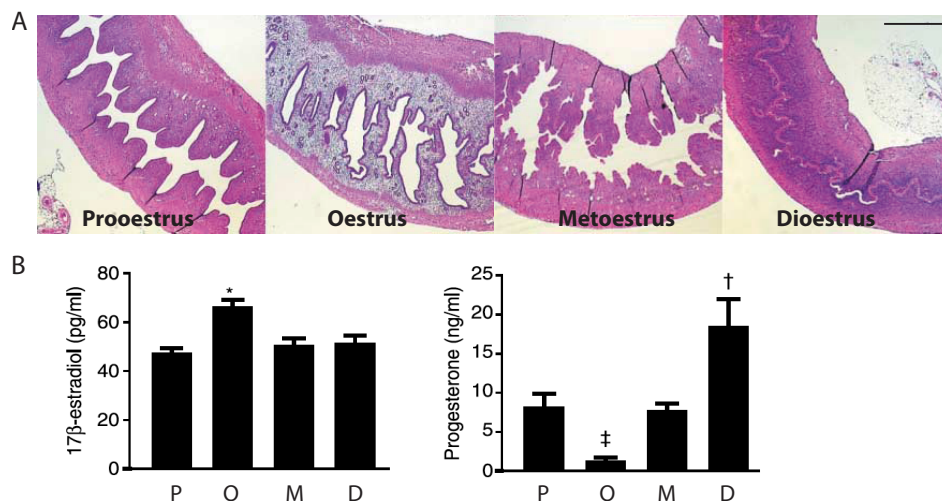 A
Prooestrus Oestrus Metoestrus Dioestrus
B
17β-estradiol (pg/ml)
80
60
40
20
0
*
P O M D
Progesterone (ng/ml)
25
20
15
10
5
0
‡
†
P O M D